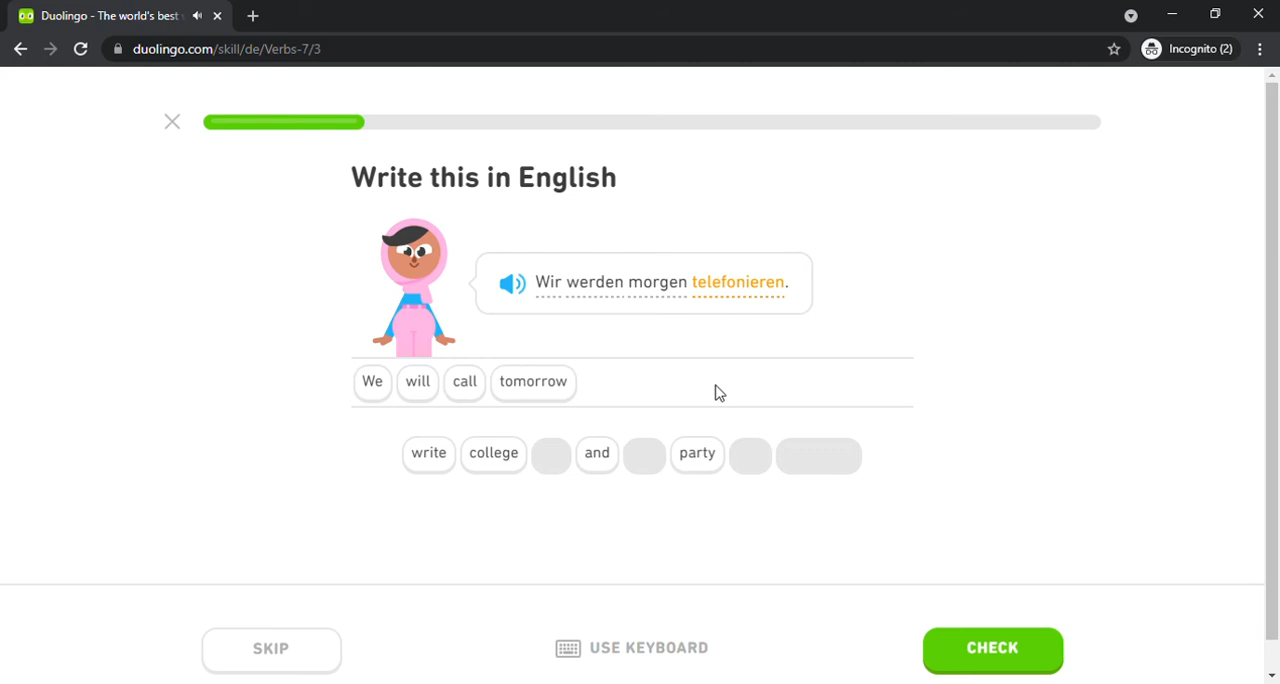 Duolingo - The world's best
duolingo.com/skill/de/Verbs-7/3
Incognito (2)
Write this in English
Wir werden morgen telefonieren.
We will call tomorrow
write college and party
SKIP
USE KEYBOARD
CHECK